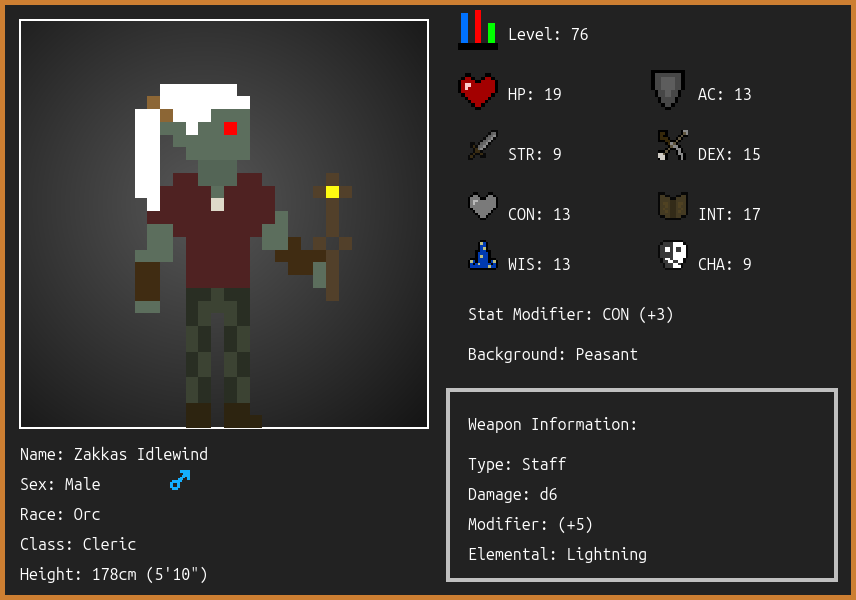 Level: 76
HP: 19
AC: 13
STR: 9
DEX: 15
CON: 13
INT: 17
WIS: 13
CHA: 9
Stat Modifier: CON (+3)
Background: Peasant
Weapon Information:
Type: Staff
Damage: d6
Modifier: (+5)
Elemental: Lightning
Name: Zakkas Idlewind
Sex: Male
Race: Orc
Class: Cleric
Height: 178cm (5'10")